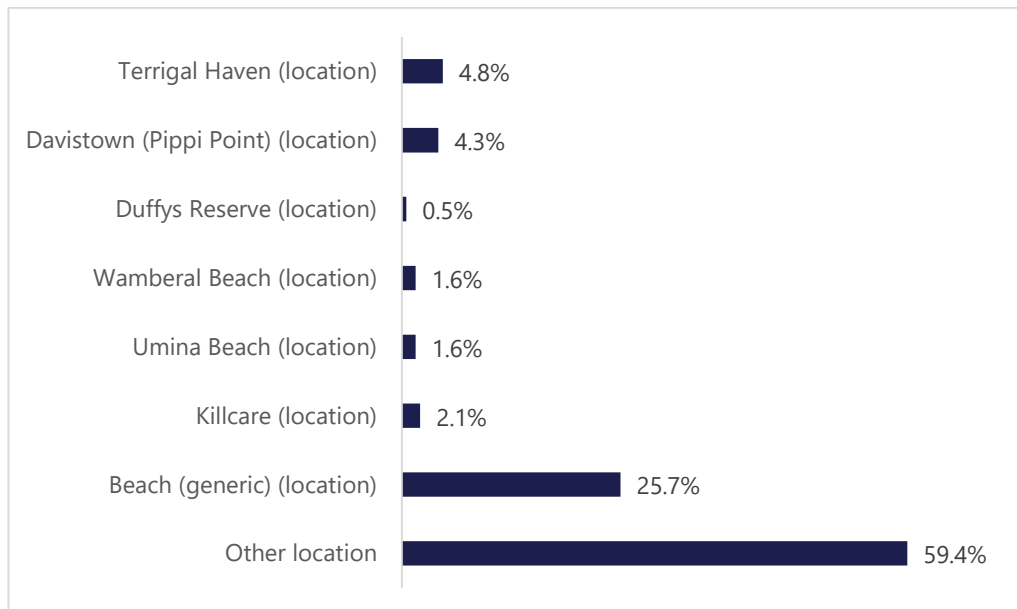 Terrigal Haven (location) 4.8%
Davistown (Pippi Point) (location) 4.3%
Duffys Reserve (location) 0.5%
Wamberal Beach (location) 1.6%
Umina Beach (location) 1.6%
Killcare (location) 2.1%
Beach (generic) (location) 25.7%
Other location 59.4%